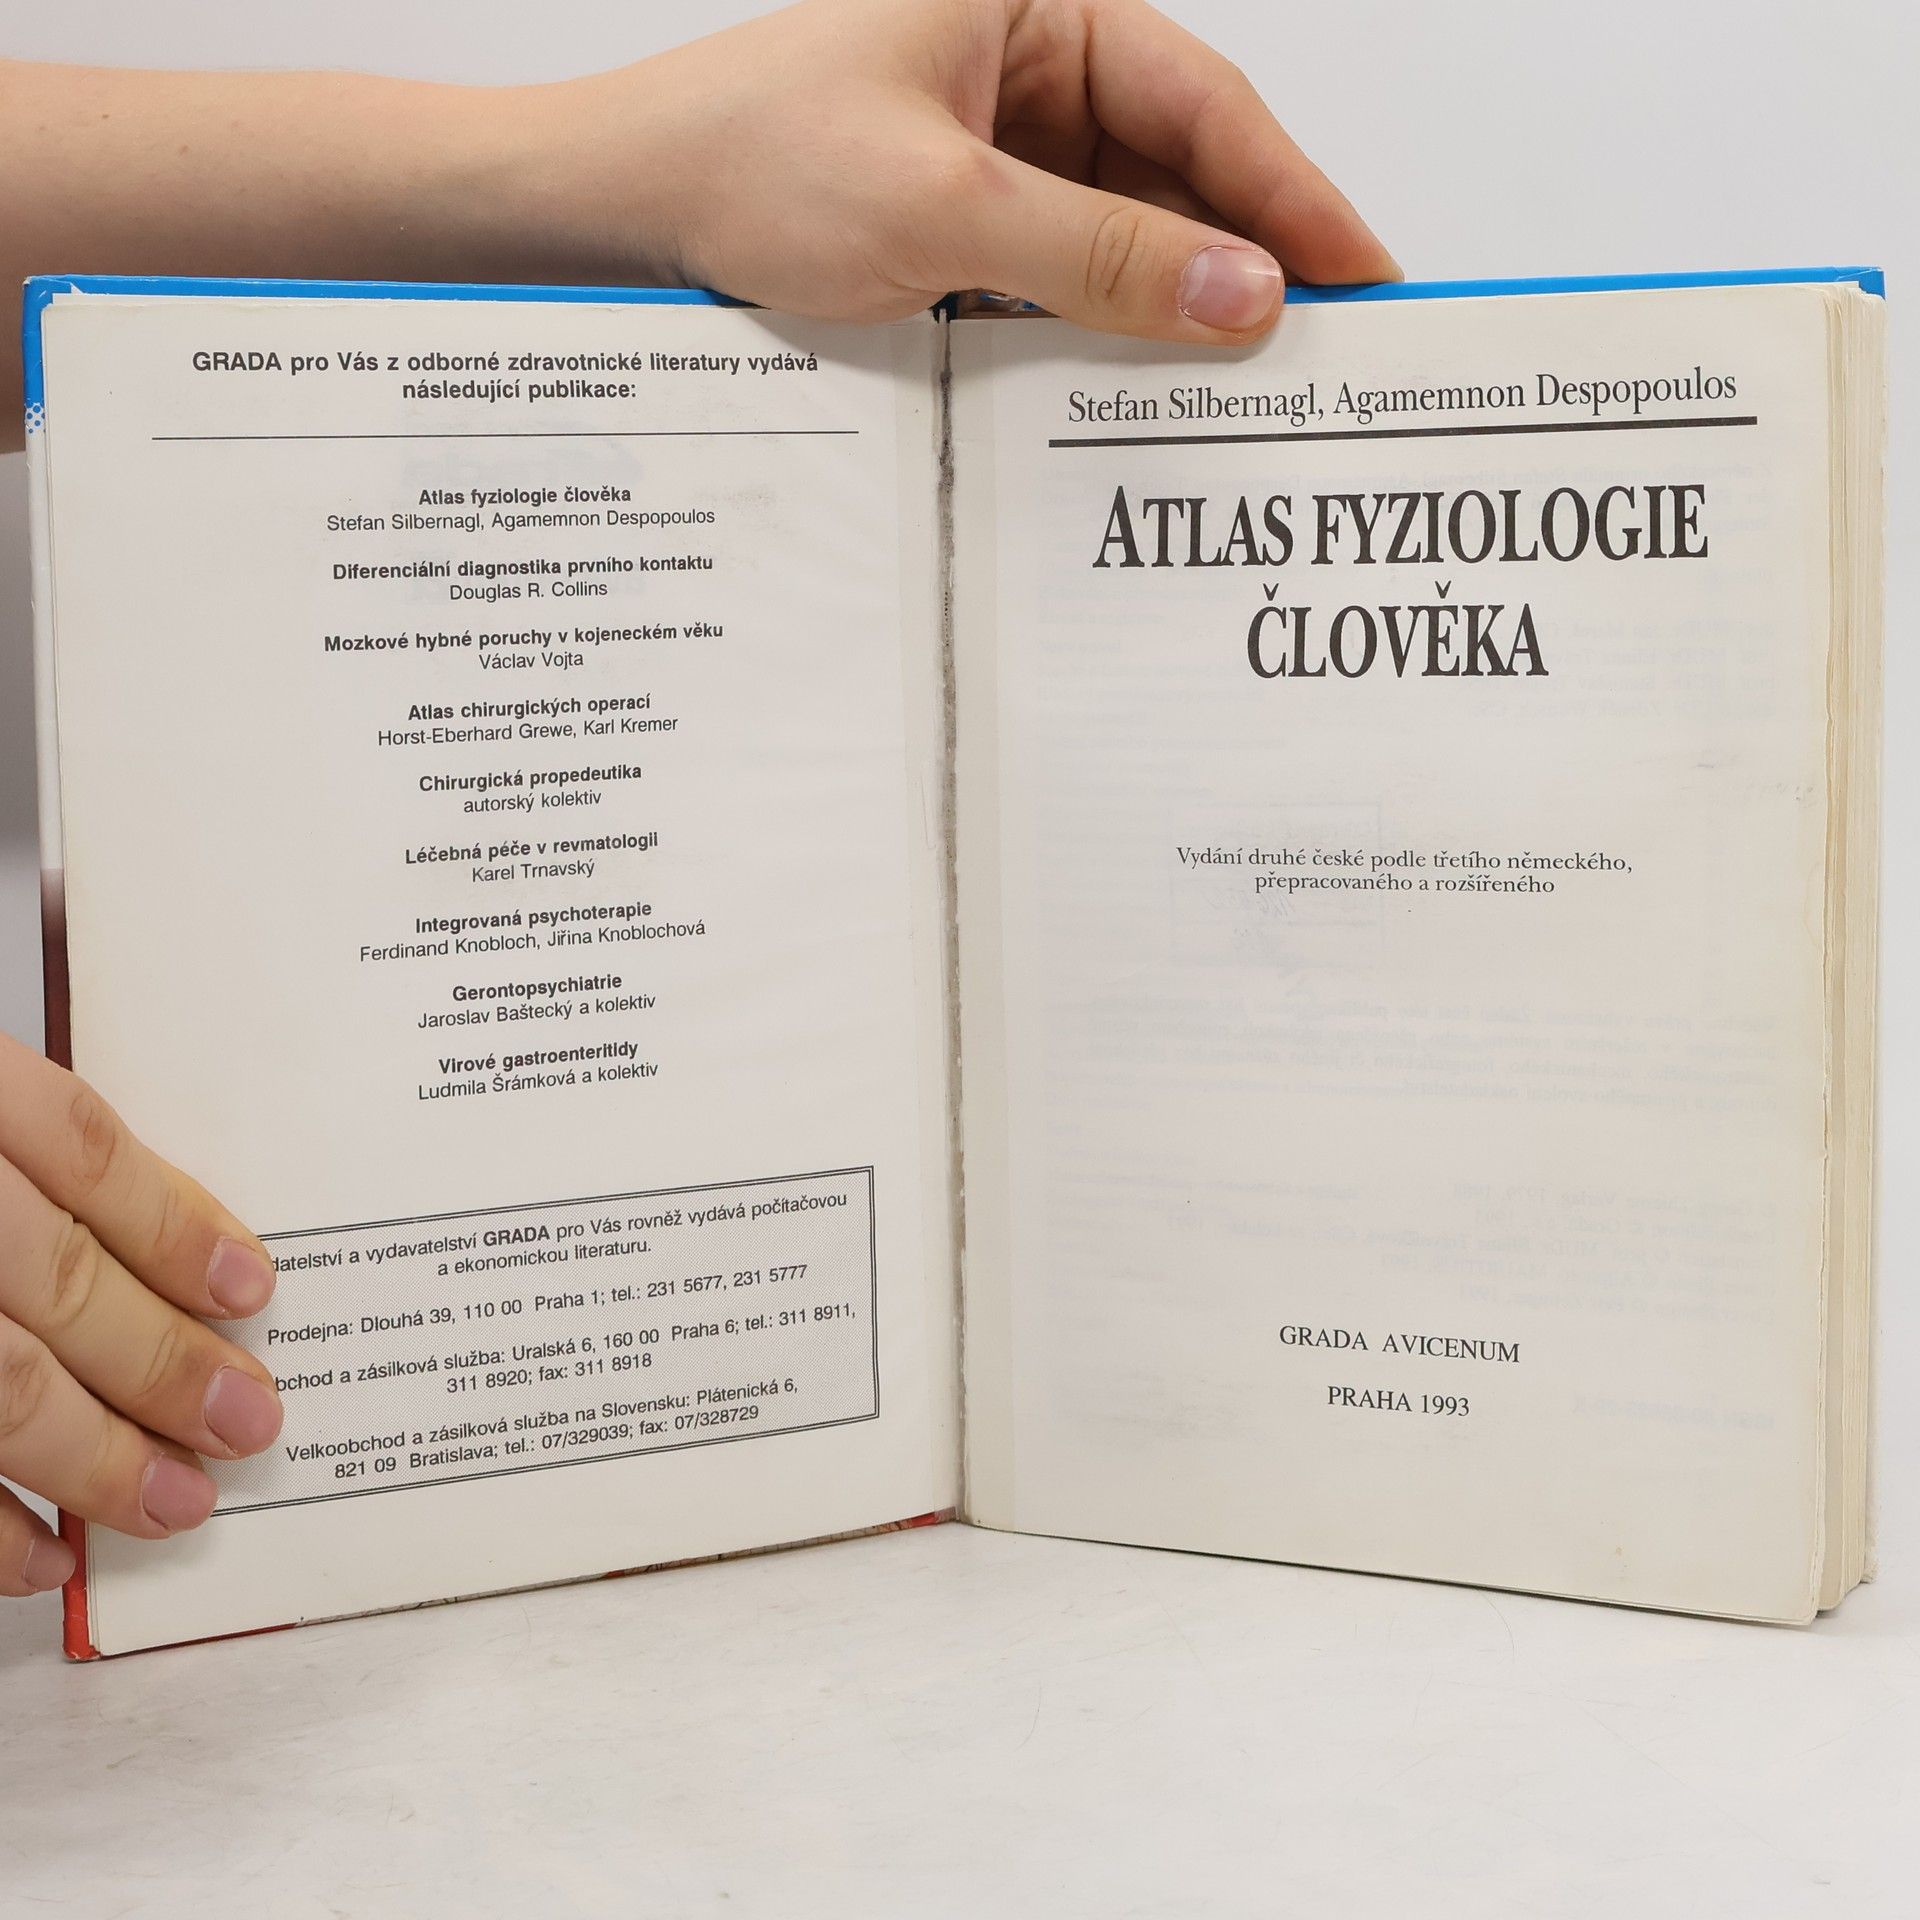 GRADA pro Vás z odborné zdravotnické literatury vydává
následující publikace:
Atlas fyziologie člověka
Stefan Silbernagl, Agamemnon Despopoulos
Diferenciální diagnostika prvního kontaktu
Douglas R. Collins
Mozkové hybné poruchy v kojeneckém věku
Václav Vojta
Atlas chirurgických operací
Horst-Eberhard Grewe, Karl Kremer
Chirurgická propedeutika
autorský kolektiv
Léčebná péče v revmatologii
Karel Trnavský
Integrovaná psychoterapie
Ferdinand Knobloch, Jiřina Knoblochová
Gerontopsychiatrie
Jaroslav Baštecký a kolektiv
Virové gastroenteritidy
Ludmila Šrámková a kolektiv
datelství a vydavatelství GRADA pro Vás rovněž vydává počítačovou
a ekonomickou literaturu.
Prodejna: Dlouhá 39, 110 00 Praha 1; tel.: 231 5677, 231 5777
bchod a zásilková služba: Uralská 6, 160 00 Praha 6; tel.: 311 8911,
311 8920; fax: 311 8918
Velkoobchod a zásilková služba na Slovensku: Plátenická 6,
821 09 Bratislava; tel.: 07/329039; fax: 07/328729
Stefan Silbernagl, Agamemnon Despopoulos
ATLAS FYZIOLOGIE
ČLOVĚKA
Vydání druhé české podle třetího německého,
přepracovaného a rozšířeného
GRADA AVICENUM
PRAHA 1993